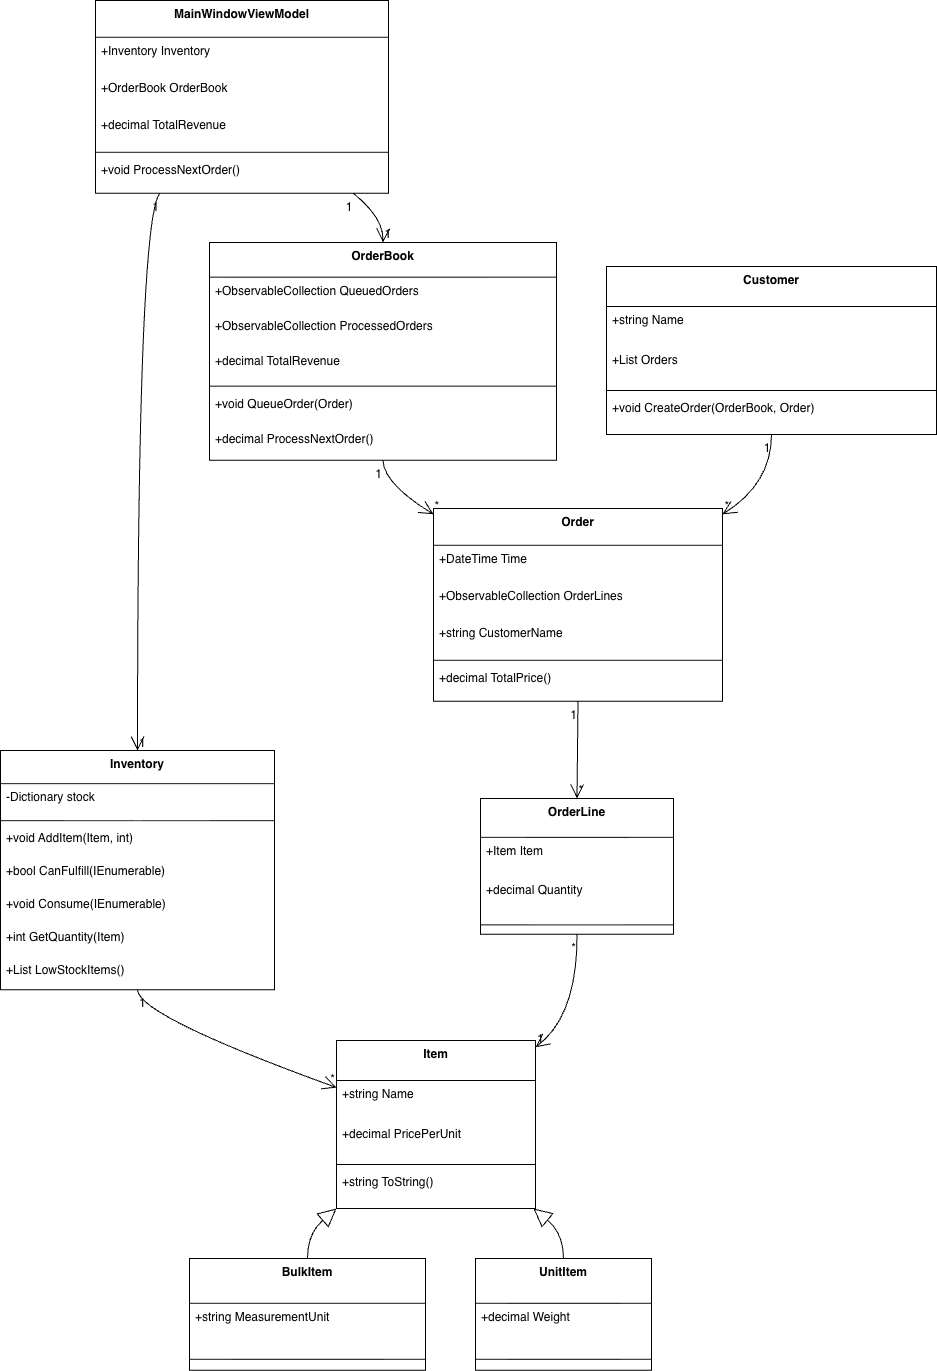 MainWindowViewModel
+Inventory Inventory
+OrderBook OrderBook
+decimal TotalRevenue
+void ProcessNextOrder()
1
1
1
OrderBook
+ObservableCollection QueuedOrders
+ObservableCollection ProcessedOrders
+decimal TotalRevenue
+void QueueOrder(Order)
+decimal ProcessNextOrder()
Customer
+string Name
+List Orders
+void CreateOrder(OrderBook, Order)
1
1
*
*
Order
+DateTime Time
+ObservableCollection OrderLines
+string CustomerName
+decimal TotalPrice()
1
1
*
Inventory
-Dictionary stock
+void AddItem(Item, int)
+bool CanFulfill(IEnumerable)
+void Consume(IEnumerable)
+int GetQuantity(Item)
+List LowStockItems()
OrderLine
+Item Item
+decimal Quantity
*
1
1
*
Item
+string Name
+decimal PricePerUnit
+string ToString()
BulkItem
+string MeasurementUnit
UnitItem
+decimal Weight